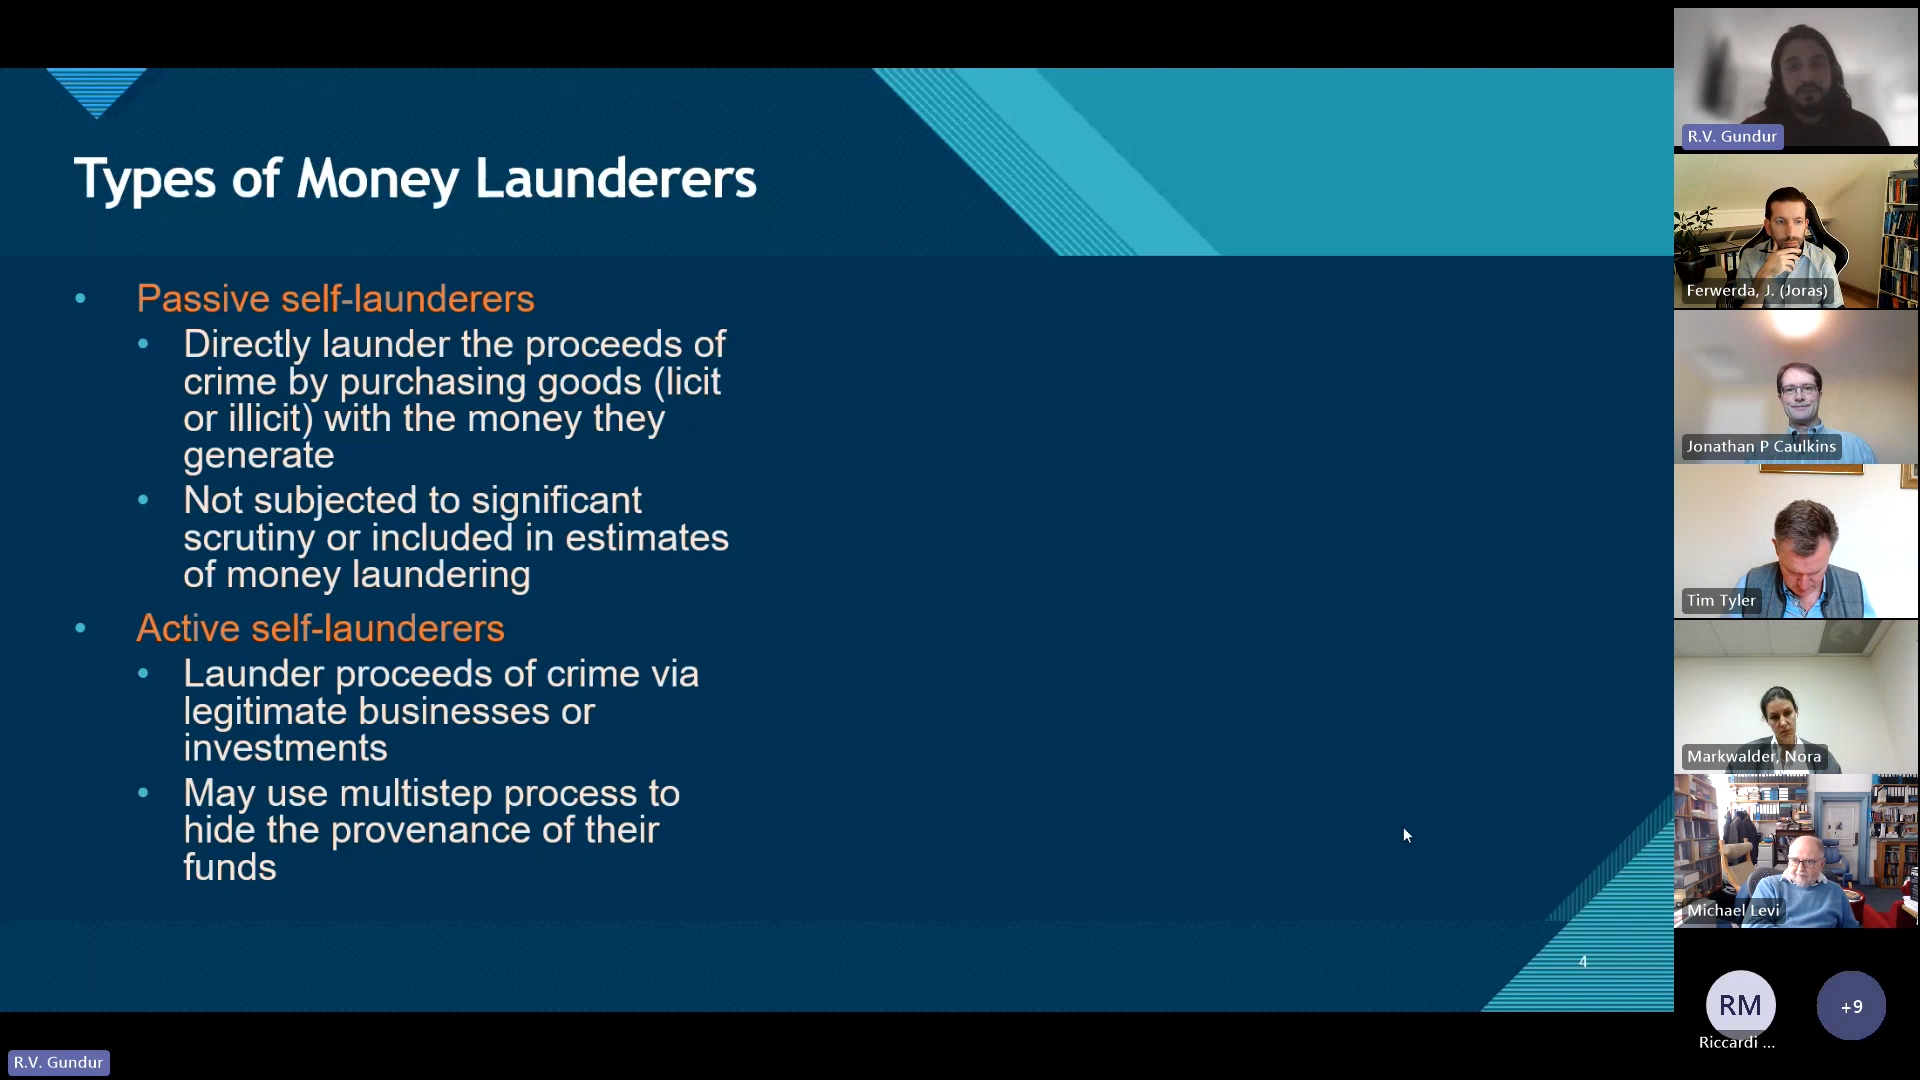 Types of Money Launderers
• Passive self-launderers
• Directly launder the proceeds of
crime by purchasing goods (licit
or illicit) with the money they
generate
• Not subjected to significant
scrutiny or included in estimates
of money laundering
• Active self-launderers
• Launder proceeds of crime via
legitimate businesses or
investments
• May use multistep process to
hide the provenance of their
funds
4
R.V. Gundur
R.V. Gundur
Ferwerda, J. (Joras)
Jonathan P Caulkins
Tim Tyler
Markwalder, Nora
Michael Levi
RM
Riccardi ...
+9